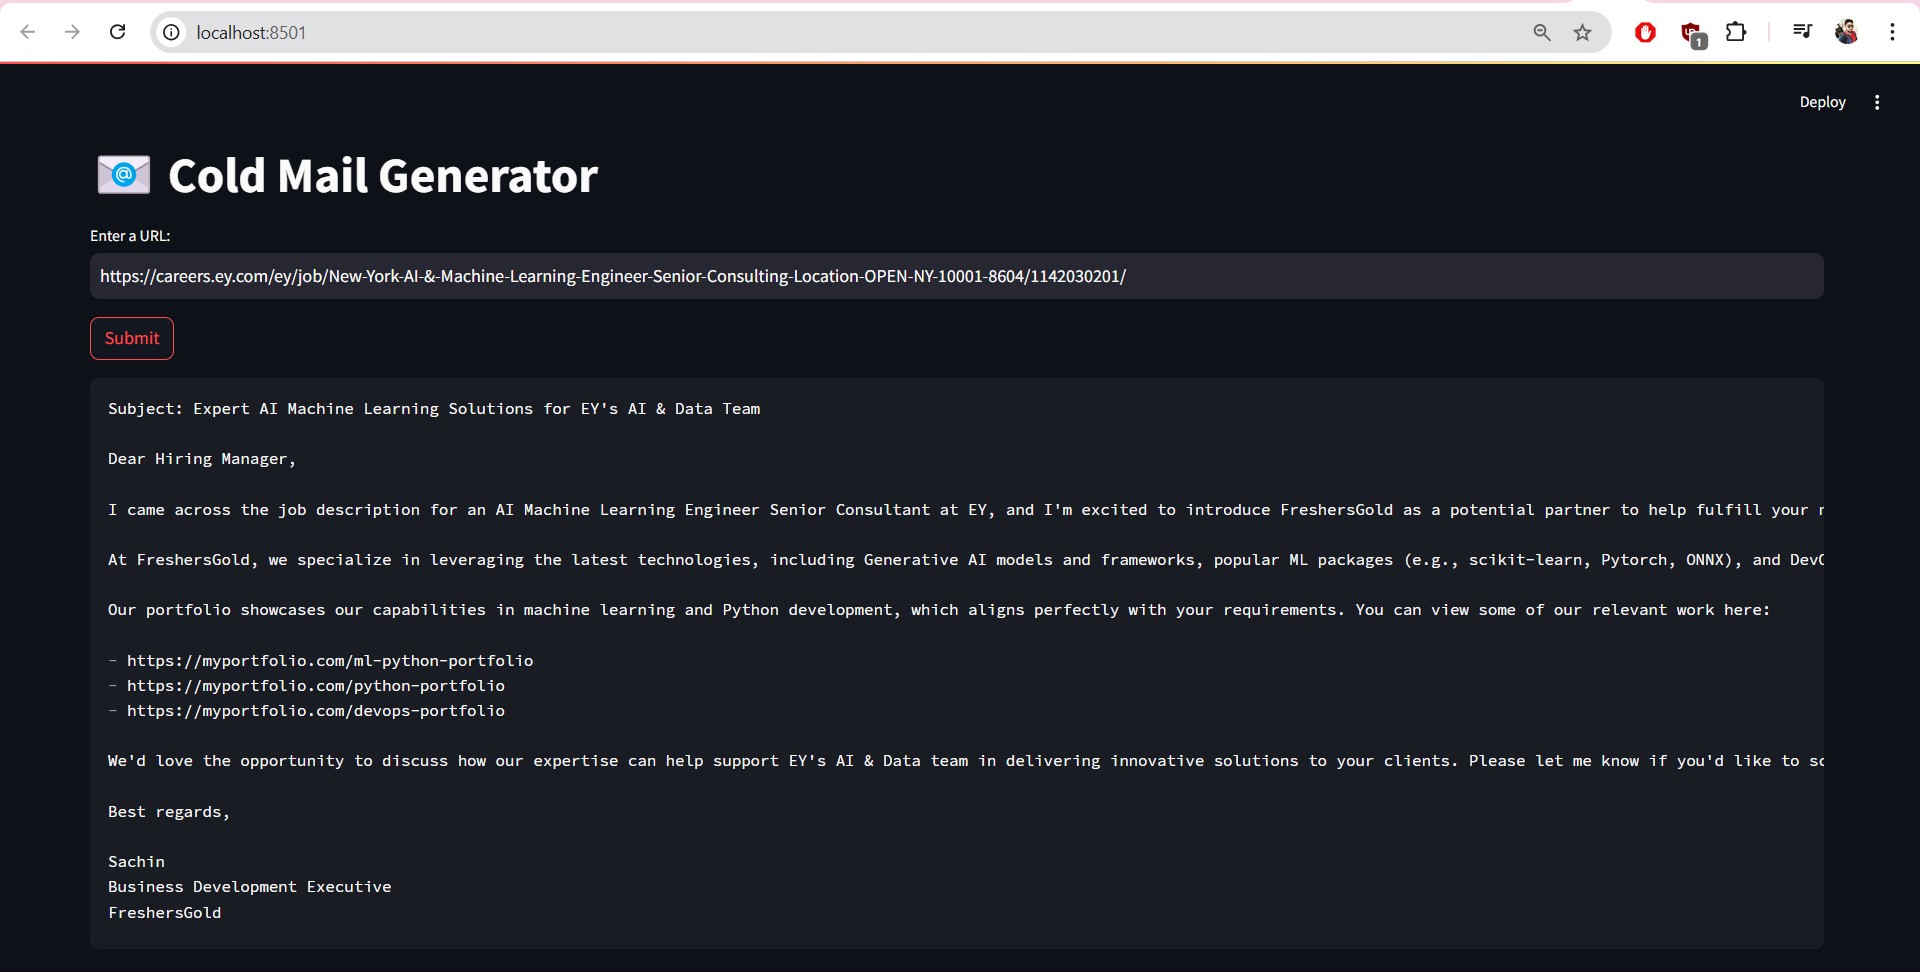 localhost:8501
1
Deploy
Cold Mail Generator
Enter a URL:
https://careers.ey.com/ey/job/New-York-AI-&-Machine-Learning-Engineer-Senior-Consulting-Location-OPEN-NY-10001-8604/1142030201/
Submit
Subject: Expert AI Machine Learning Solutions for EY's AI & Data Team
Dear Hiring Manager,
I came across the job description for an AI Machine Learning Engineer Senior Consultant at EY, and I'm excited to introduce FreshersGold as a potential partner to help fulfill your
At FreshersGold, we specialize in leveraging the latest technologies, including Generative AI models and frameworks, popular ML packages (e.g., scikit-learn, Pytorch, ONNX), and
Our portfolio showcases our capabilities in machine learning and Python development, which aligns perfectly with your requirements. You can view some of our relevant work here:
- https://myportfolio.com/ml-python-portfolio
- https://myportfolio.com/python-portfolio
- https://myportfolio.com/devops-portfolio
We'd love the opportunity to discuss how our expertise can help support EY's AI & Data team in delivering innovative solutions to your clients. Please let me know if you'd like to
Best regards,
Sachin
Business Development Executive
FreshersGold